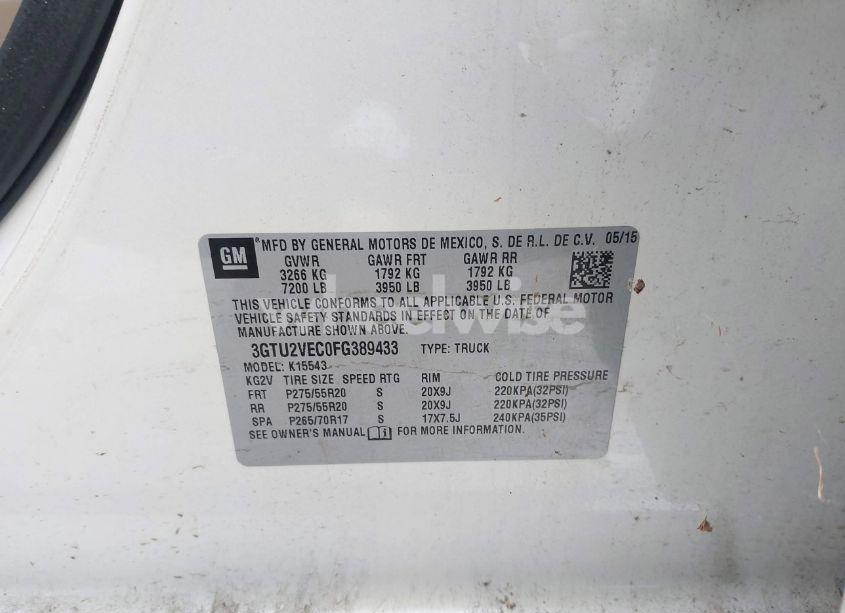 GM
® MFD BY GENERAL MOTORS DE MEXICO, S. DE R.L. DE C.V. 05/15
GVWR GAWR FRT GAWR RR
3266 KG 1792 KG 1792 KG
7200 LB 3950 LB 3950 LB
THIS VEHICLE CONFORMS TO ALL APPLICABLE U.S. FEDERAL MOTOR
VEHICLE SAFETY STANDARDS IN EFFECT ON THE DATE OF
MANUFACTURE SHOWN ABOVE.
3GTU2VEC0FG389433 TYPE: TRUCK
MODEL: K15543
KG2V TIRE SIZE SPEED RTG RIM COLD TIRE PRESSURE
FRT P275/55R20 S 20X9J 220KPA(32PSI)
RR P275/55R20 S 20X9J 220KPA(32PSI)
SPA P265/70R17 S 17X7.5J 240KPA(35PSI)
SEE OWNER'S MANUAL FOR MORE INFORMATION.